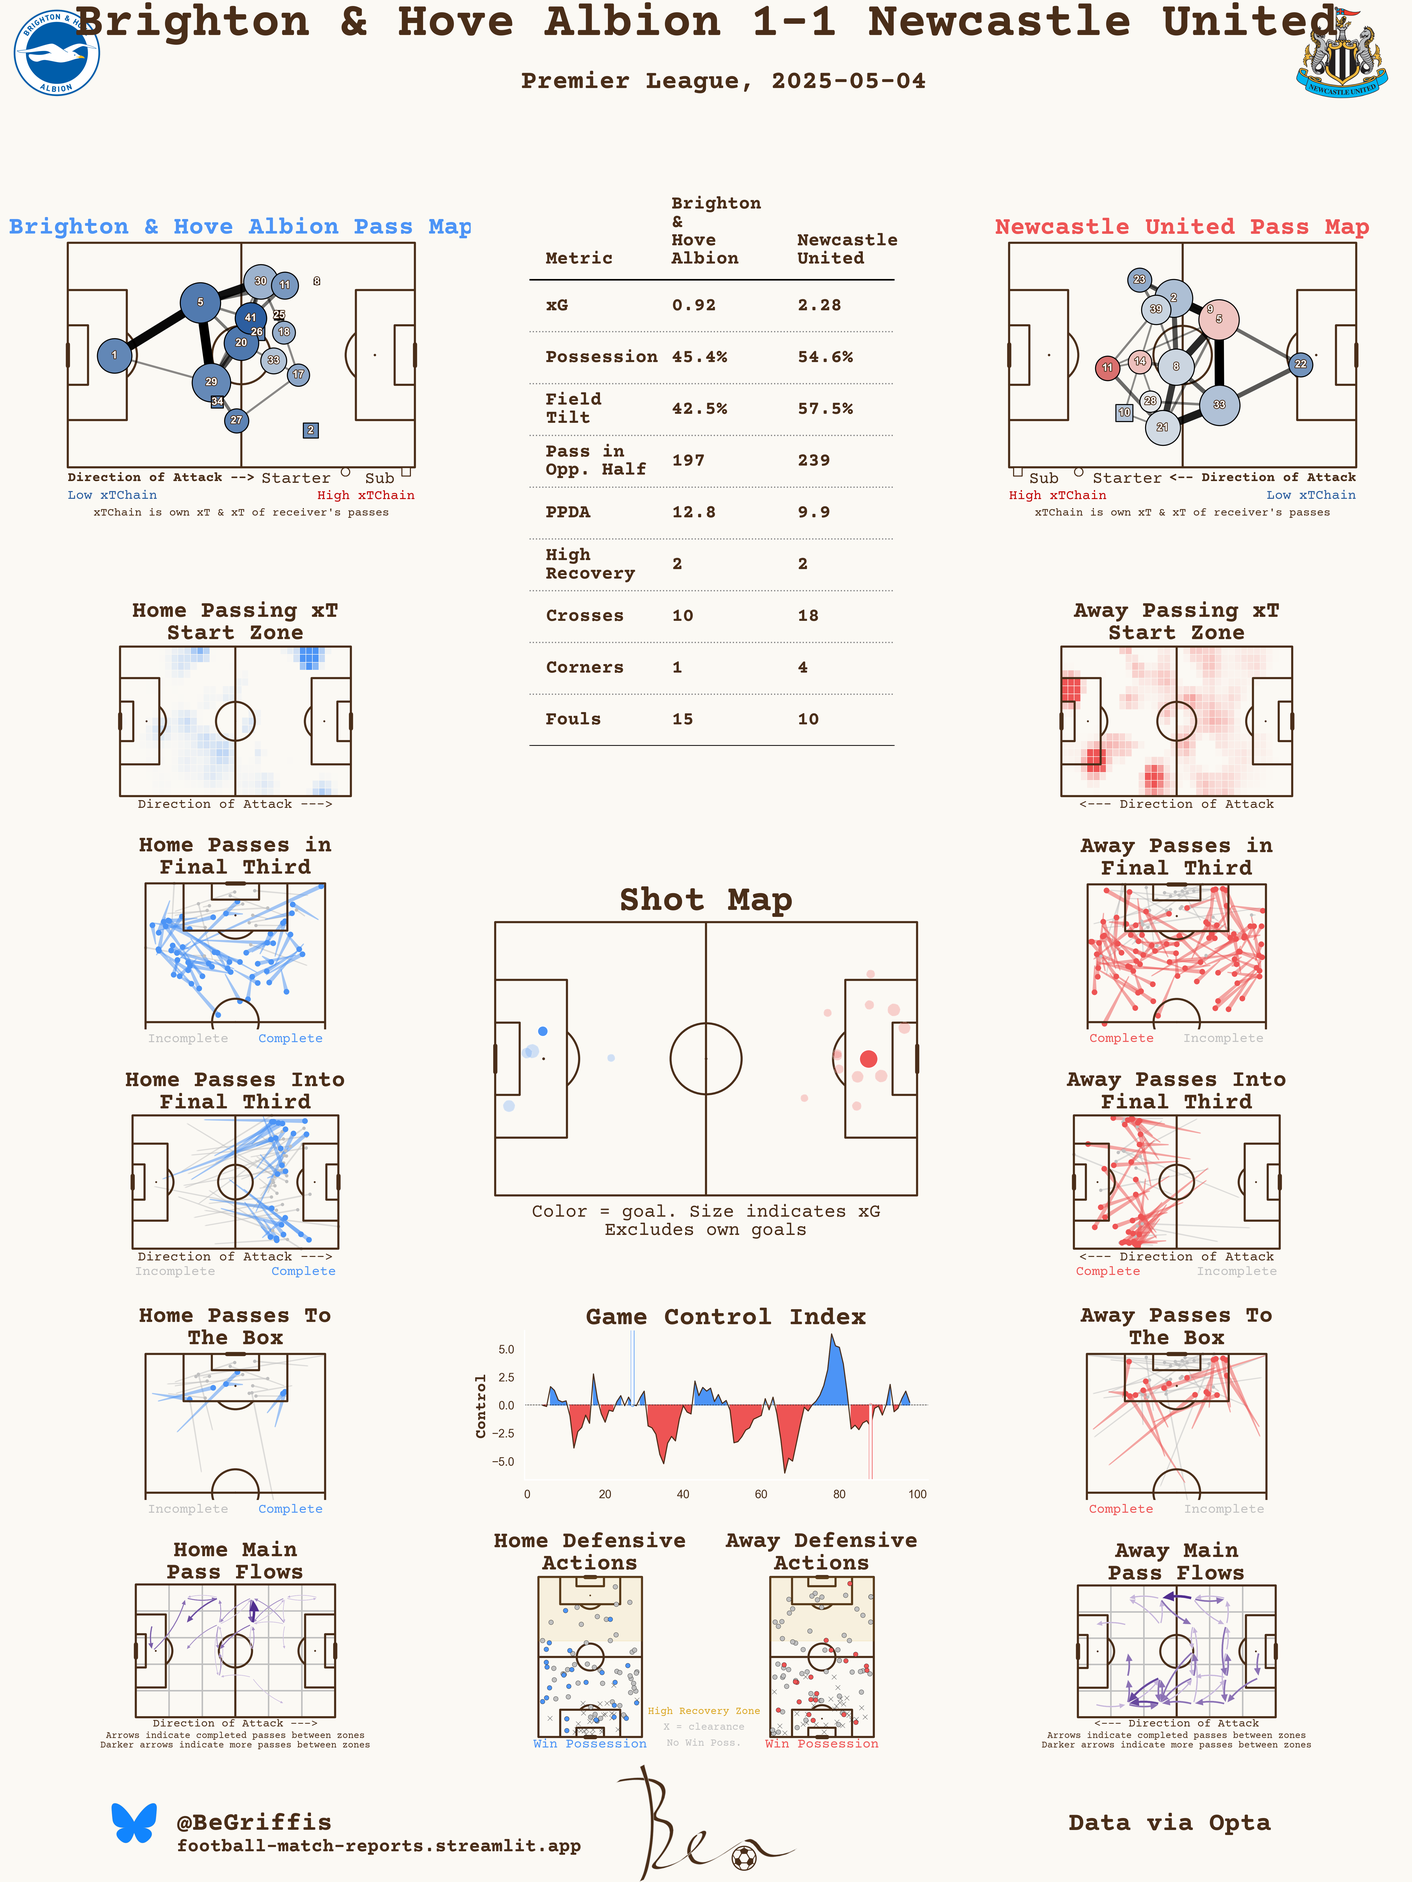 Brighton & Hove Albion 1-1 Newcastle United
Premier League, 2025-05-04
BRIGHTON & HOVE
ALBION
NEWCASTLE UNITED
Brighton & Hove Albion Pass Map
1
5
30
11
8
41
25
26
18
20
33
29
17
34
27
2
Direction of Attack --> Starter Sub
Low xTChain High xTChain
xTChain is own xT & xT of receiver's passes
Metric Brighton & Hove Albion Newcastle United
xG 0.92 2.28
Possession 45.4% 54.6%
Field Tilt 42.5% 57.5%
Pass in Opp. Half 197 239
PPDA 12.8 9.9
High Recovery 2 2
Crosses 10 18
Corners 1 4
Fouls 15 10
Newcastle United Pass Map
23
2
39
9
5
11
14
8
22
28
10
33
21
Sub Starter <-- Direction of Attack
High xTChain Low xTChain
xTChain is own xT & xT of receiver's passes
Home Passing xT
Start Zone
Direction of Attack --->
Away Passing xT
Start Zone
<--- Direction of Attack
Home Passes in
Final Third
Incomplete Complete
Away Passes in
Final Third
Complete Incomplete
Shot Map
Color = goal. Size indicates xG
Excludes own goals
Home Passes Into
Final Third
Direction of Attack --->
Incomplete Complete
Away Passes Into
Final Third
<--- Direction of Attack
Complete Incomplete
Home Passes To
The Box
Incomplete Complete
Game Control Index
Control
5.0
2.5
0.0
−2.5
−5.0
0 20 40 60 80 100
Away Passes To
The Box
Complete Incomplete
Home Main
Pass Flows
Direction of Attack --->
Arrows indicate completed passes between zones
Darker arrows indicate more passes between zones
Home Defensive
Actions
Win Possession
High Recovery Zone
X = clearance
No Win Poss.
Away Defensive
Actions
Win Possession
Away Main
Pass Flows
<--- Direction of Attack
Arrows indicate completed passes between zones
Darker arrows indicate more passes between zones
@BeGriffis
football-match-reports.streamlit.app
Ben
Data via Opta